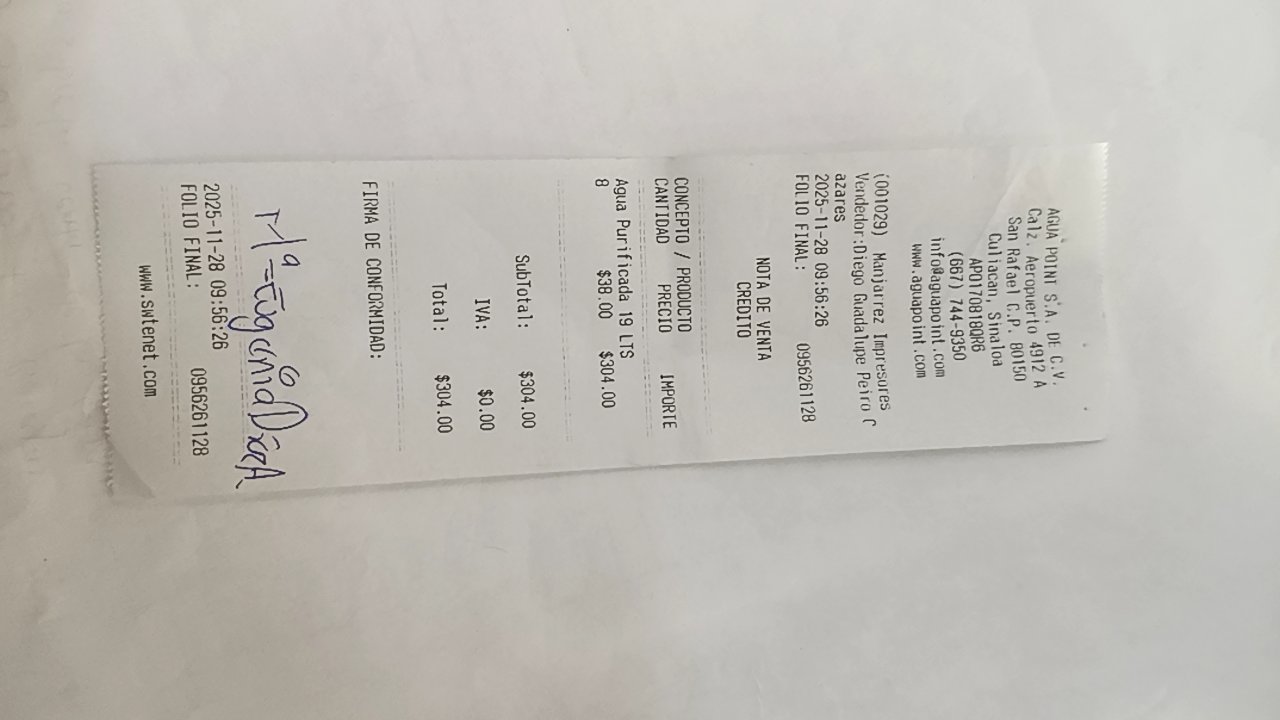 AGUA POINT S.A. DE C.V.
Calz. Aeropuerto 4912 A
San Rafael C.P. 80150
Culiacan, Sinaloa
APO170818QR6
(667) 744-9350
info@aguapoint.com
www.aguapoint.com
(001029) Manjarrez Impresores
Vendedor:Diego Guadalupe Peiro C
azares
2025-11-28 09:56:26
FOLIO FINAL: 0956261128
NOTA DE VENTA
CREDITO
CONCEPTO / PRODUCTO
CANTIDAD PRECIO IMPORTE
Agua Purificada 19 LTS
8 $38.00 $304.00
SubTotal: $304.00
IVA: $0.00
Total: $304.00
FIRMA DE CONFORMIDAD:
Mª Eugenia Díaz A.
2025-11-28 09:56:26
FOLIO FINAL: 0956261128
www.swtenet.com